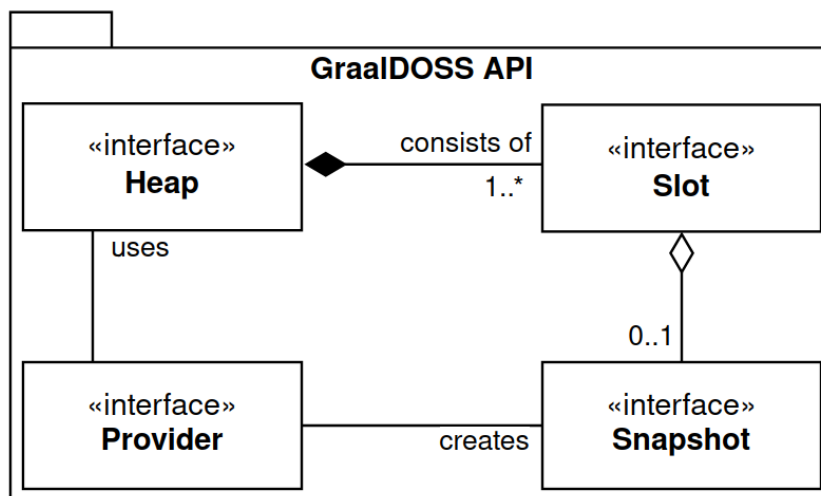 GraalDOSS API
«interface»
Heap
consists of
1..*
«interface»
Slot
uses
0..1
«interface»
Provider
creates
«interface»
Snapshot